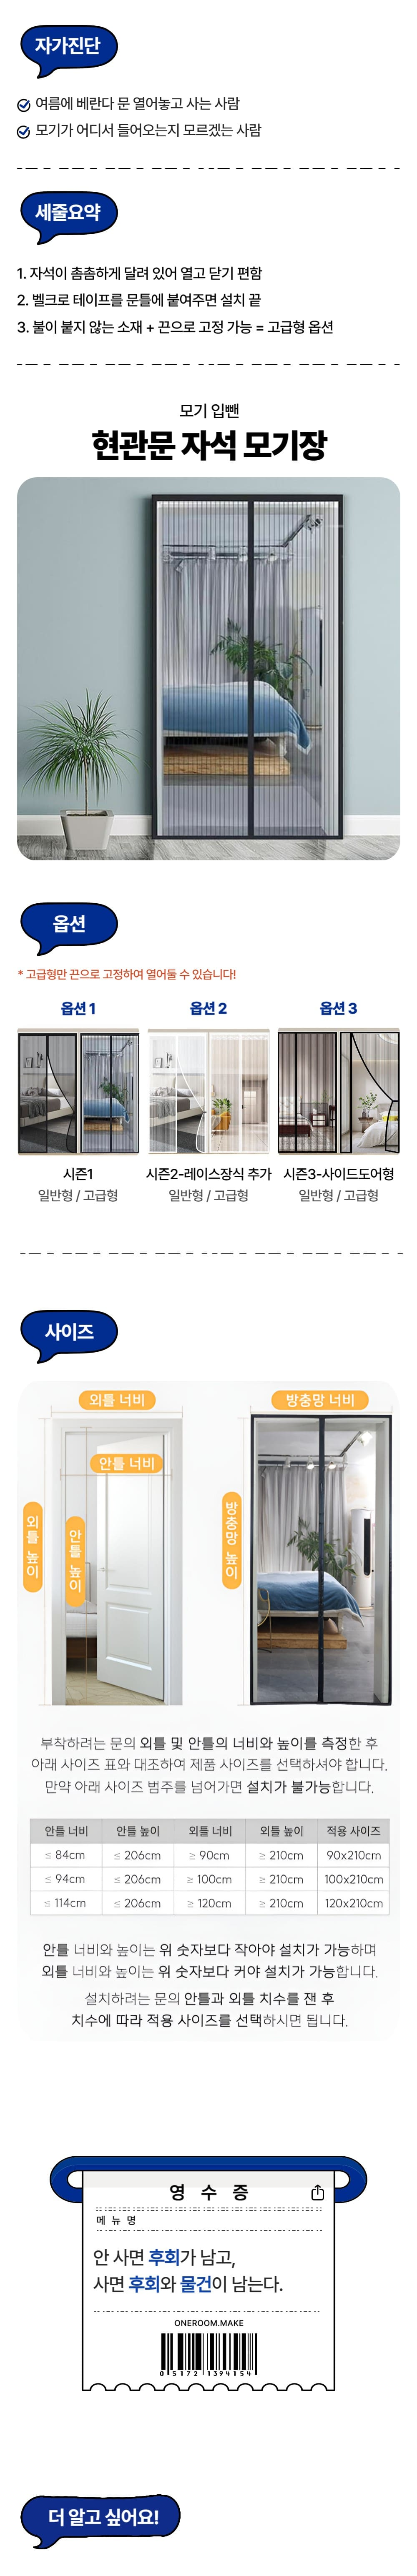 자가진단
여름에 베란다 문 열어놓고 사는 사람
모기가 어디서 들어오는지 모르겠는 사람
세줄요약
1. 자석이 촘촘하게 달려 있어 열고 닫기 편함
2. 벨크로 테이프를 문틀에 붙여주면 설치 끝
3. 불이 붙지 않는 소재 + 끈으로 고정 가능 = 고급형 옵션
모기 입뺀
현관문 자석 모기장
옵션
* 고급형만 끈으로 고정하여 열어둘 수 있습니다!
옵션 1 옵션 2 옵션 3
시즌1 시즌2-레이스장식 추가 시즌3-사이드도어형
일반형 / 고급형 일반형 / 고급형 일반형 / 고급형
사이즈
외틀 너비 방충망 너비
안틀 너비
외틀 높이 안틀 높이 방충망 높이
부착하려는 문의 외틀 및 안틀의 너비와 높이를 측정한 후
아래 사이즈 표와 대조하여 제품 사이즈를 선택하셔야 합니다.
만약 아래 사이즈 범주를 넘어가면 설치가 불가능합니다.
안틀 너비 안틀 높이 외틀 너비 외틀 높이 적용 사이즈
≤ 84cm ≤ 206cm ≥ 90cm ≥ 210cm 90x210cm
≤ 94cm ≤ 206cm ≥ 100cm ≥ 210cm 100x210cm
≤ 114cm ≤ 206cm ≥ 120cm ≥ 210cm 120x210cm
안틀 너비와 높이는 위 숫자보다 작아야 설치가 가능하며
외틀 너비와 높이는 위 숫자보다 커야 설치가 가능합니다.
설치하려는 문의 안틀과 외틀 치수를 잰 후
치수에 따라 적용 사이즈를 선택하시면 됩니다.
영 수 증
메 뉴 명
안 사면 후회가 남고,
사면 후회와 물건이 남는다.
ONEROOM.MAKE
0 5 1 7 2 1 3 9 4 1 5 4
더 알고 싶어요!